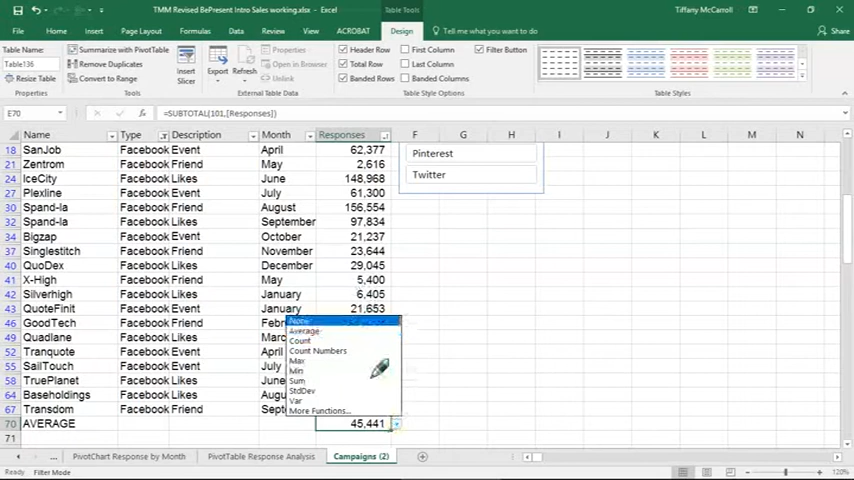 TMM Revised BePresent Intro Sales working.xlsx - Excel
Table Tools
Tiffany McCarroll
File Home Insert Page Layout Formulas Data Review View ACROBAT Design Tell me what you want to do Share
Table Name:
Table136
Resize Table
Properties
Summarize with PivotTable
Remove Duplicates
Convert to Range
Tools
Insert Slicer
Export Refresh
Properties
Open in Browser
Unlink
External Table Data
Header Row First Column Filter Button
Total Row Last Column
Banded Rows Banded Columns
Table Style Options
Table Styles
E70 fx =SUBTOTAL(101,[Responses])
Name Type Description Month Responses F G H I J K L M N
18 SanJob Facebook Event April 62,377 Pinterest
21 Zentrom Facebook Friend May 2,616
24 IceCity Facebook Likes June 148,968 Twitter
27 Plexline Facebook Event July 61,300
30 Spand-la Facebook Friend August 156,554
32 Spand-la Facebook Likes September 97,834
34 Bigzap Facebook Event October 21,237
37 Singlestitch Facebook Friend November 23,644
40 QuoDex Facebook Likes December 29,045
41 X-High Facebook Friend May 5,400
42 Silverhigh Facebook Likes January 6,405
43 QuoteFinit Facebook Event January 21,653
46 GoodTech Facebook Friend Febr
49 Quadlane Facebook Likes Ma
52 Tranquote Facebook Event April
55 SailTouch Facebook Event July
58 TruePlanet Facebook Likes June
64 Baseholdings Facebook Likes Augu
67 Transdom Facebook Friend Sept
None
Average
Count
Count Numbers
Max
Min
Sum
StdDev
Var
More Functions...
70 AVERAGE 45,441
71
... PivotChart Response by Month PivotTable Response Analysis Campaigns (2)
Ready Filter Mode 120%